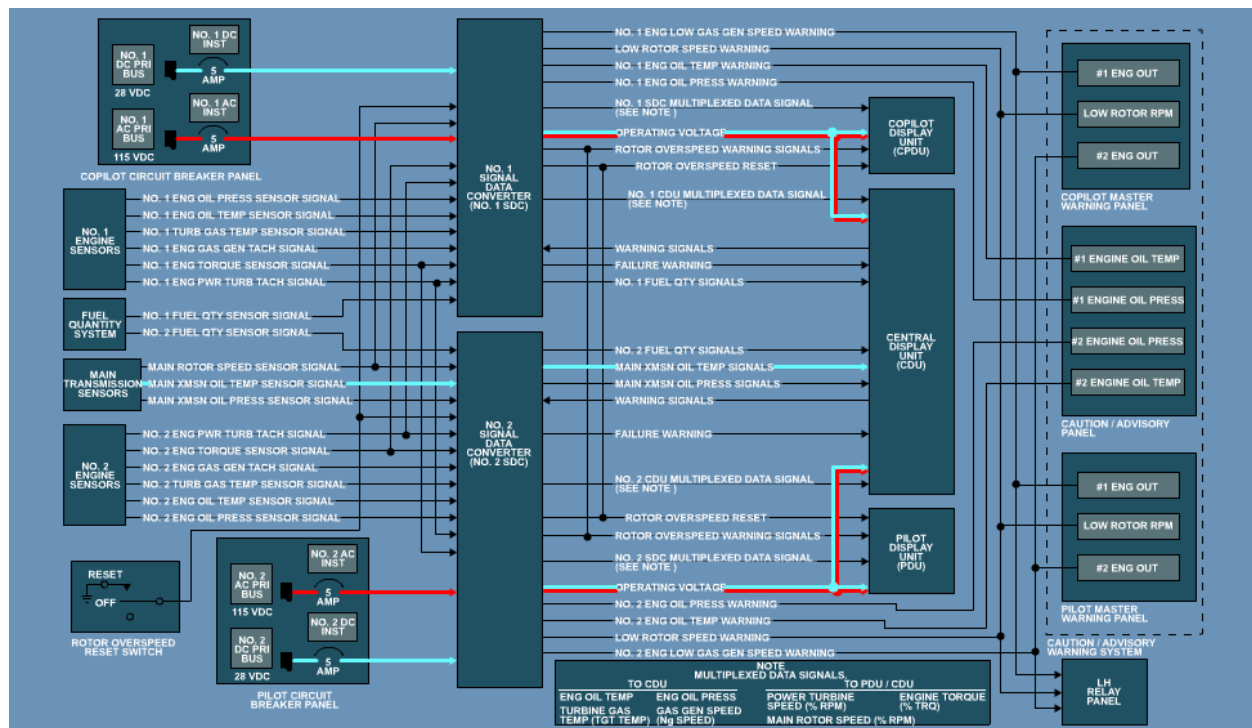 NO. 1 DC
INST
NO. 1
DC PRI
BUS
28 VDC
5
AMP
NO. 1 AC
INST
NO. 1
AC PRI
BUS
115 VDC
5
AMP
COPILOT CIRCUIT BREAKER PANEL
NO. 1
ENGINE
SENSORS
NO. 1 ENG OIL PRESS SENSOR SIGNAL
NO. 1 ENG OIL TEMP SENSOR SIGNAL
NO. 1 TURB GAS TEMP SENSOR SIGNAL
NO. 1 ENG GAS GEN TACH SIGNAL
NO. 1 ENG TORQUE SENSOR SIGNAL
NO. 1 ENG PWR TURB TACH SIGNAL
FUEL
QUANTITY
SYSTEM
NO. 1 FUEL QTY SENSOR SIGNAL
NO. 2 FUEL QTY SENSOR SIGNAL
MAIN
TRANSMISSION
SENSORS
MAIN ROTOR SPEED SENSOR SIGNAL
MAIN XMSN OIL TEMP SENSOR SIGNAL
MAIN XMSN OIL PRESS SENSOR SIGNAL
NO. 2
ENGINE
SENSORS
NO. 2 ENG PWR TURB TACH SIGNAL
NO. 2 ENG TORQUE SENSOR SIGNAL
NO. 2 ENG GAS GEN TACH SIGNAL
NO. 2 TURB GAS TEMP SENSOR SIGNAL
NO. 2 ENG OIL TEMP SENSOR SIGNAL
NO. 2 ENG OIL PRESS SENSOR SIGNAL
RESET
OFF
ROTOR OVERSPEED
RESET SWITCH
NO. 2 AC
INST
NO. 2
AC PRI
BUS
115 VDC
5
AMP
NO. 2 DC
INST
NO. 2
DC PRI
BUS
28 VDC
5
AMP
PILOT CIRCUIT
BREAKER PANEL
NO. 1
SIGNAL
DATA
CONVERTER
(NO. 1 SDC)
NO. 2
SIGNAL
DATA
CONVERTER
(NO. 2 SDC)
NO. 1 ENG LOW GAS GEN SPEED WARNING
LOW ROTOR SPEED WARNING
NO. 1 ENG OIL TEMP WARNING
NO. 1 ENG OIL PRESS WARNING
NO. 1 SDC MULTIPLEXED DATA SIGNAL
(SEE NOTE )
OPERATING VOLTAGE
ROTOR OVERSPEED WARNING SIGNALS
ROTOR OVERSPEED RESET
NO. 1 CDU MULTIPLEXED DATA SIGNAL
(SEE NOTE)
WARNING SIGNALS
FAILURE WARNING
NO. 1 FUEL QTY SIGNALS
NO. 2 FUEL QTY SIGNALS
MAIN XMSN OIL TEMP SIGNALS
MAIN XMSN OIL PRESS SIGNALS
WARNING SIGNALS
FAILURE WARNING
NO. 2 CDU MULTIPLEXED DATA SIGNAL
(SEE NOTE )
ROTOR OVERSPEED RESET
ROTOR OVERSPEED WARNING SIGNALS
NO. 2 SDC MULTIPLEXED DATA SIGNAL
(SEE NOTE )
OPERATING VOLTAGE
NO. 2 ENG OIL PRESS WARNING
NO. 2 ENG OIL TEMP WARNING
LOW ROTOR SPEED WARNING
NO. 2 ENG LOW GAS GEN SPEED WARNING
COPILOT
DISPLAY
UNIT
(CPDU)
CENTRAL
DISPLAY
UNIT
(CDU)
PILOT
DISPLAY
UNIT
(PDU)
#1 ENG OUT
LOW ROTOR RPM
#2 ENG OUT
COPILOT MASTER
WARNING PANEL
#1 ENGINE OIL TEMP
#1 ENGINE OIL PRESS
#2 ENGINE OIL PRESS
#2 ENGINE OIL TEMP
CAUTION / ADVISORY
PANEL
#1 ENG OUT
LOW ROTOR RPM
#2 ENG OUT
PILOT MASTER
WARNING PANEL
CAUTION / ADVISORY
WARNING SYSTEM
LH
RELAY
PANEL
NOTE
MULTIPLEXED DATA SIGNALS,
TO CDU
ENG OIL TEMP ENG OIL PRESS
TURBINE GAS GAS GEN SPEED
TEMP (TGT TEMP) (Ng SPEED)
TO PDU / CDU
POWER TURBINE ENGINE TORQUE
SPEED (% RPM) (% TRQ)
MAIN ROTOR SPEED (% RPM)